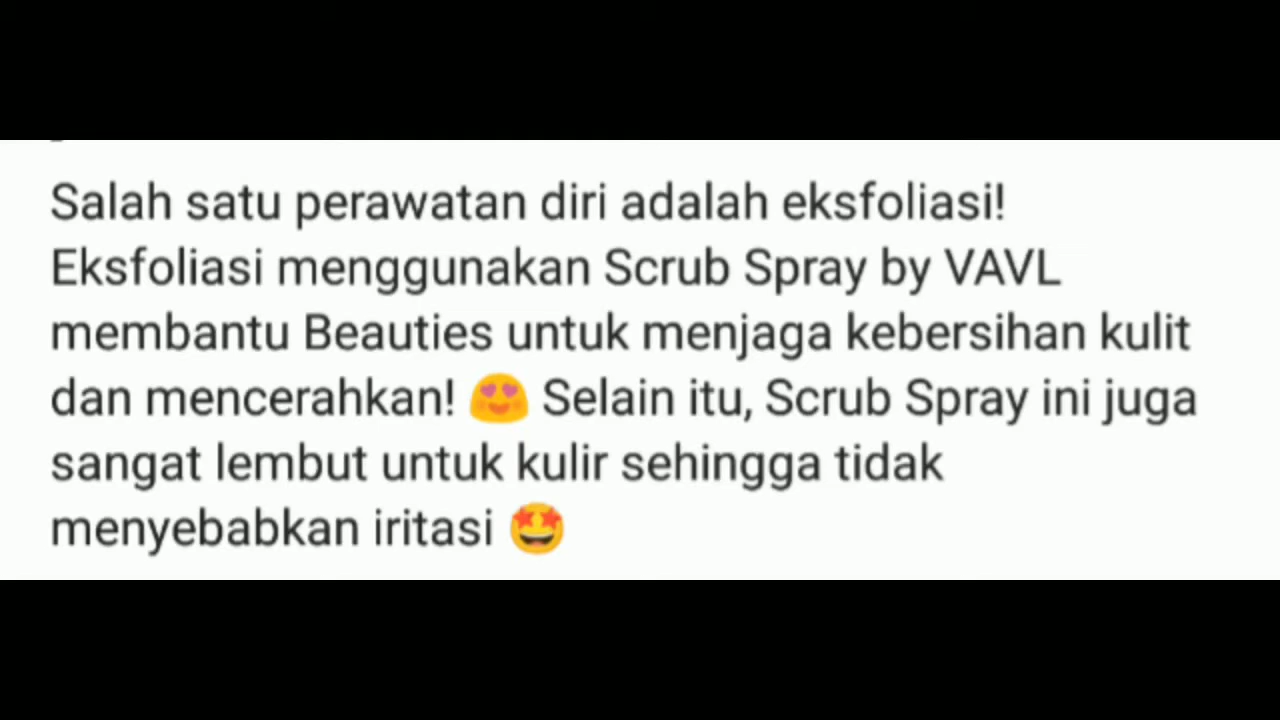 Salah satu perawatan diri adalah eksfoliasi!
Eksfoliasi menggunakan Scrub Spray by VAVL
membantu Beauties untuk menjaga kebersihan kulit
dan mencerahkan! 😍 Selain itu, Scrub Spray ini juga
sangat lembut untuk kulir sehingga tidak
menyebabkan iritasi 🤩